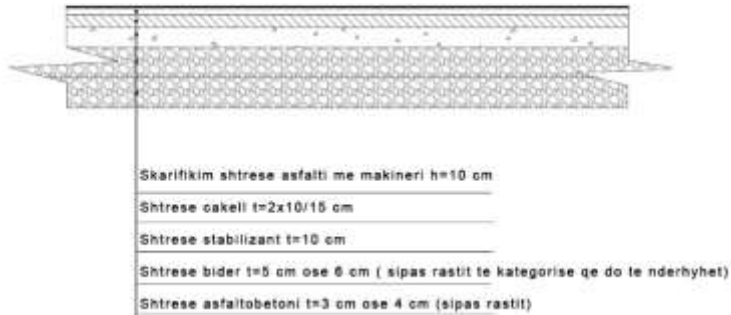 Skarifikim shtrese asfalti me makineri h=10 cm
Shtrese cakell t=2x10/15 cm
Shtrese stabilizant t=10 cm
Shtrese bider t=5 cm ose 6 cm ( sipas rastit te kategorise qe do te nderhyhet)
Shtrese asfaltobetoni t=3 cm ose 4 cm (sipas rastit)